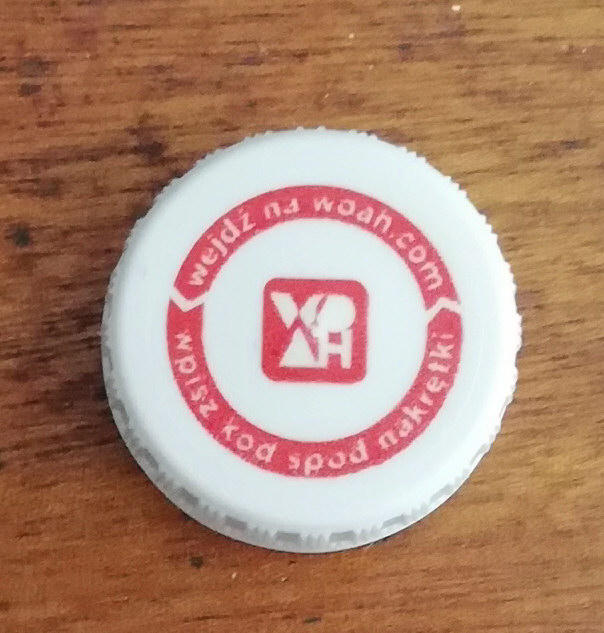 wejdź na woah.com
WOAH
wpisz kod spod nakrętki